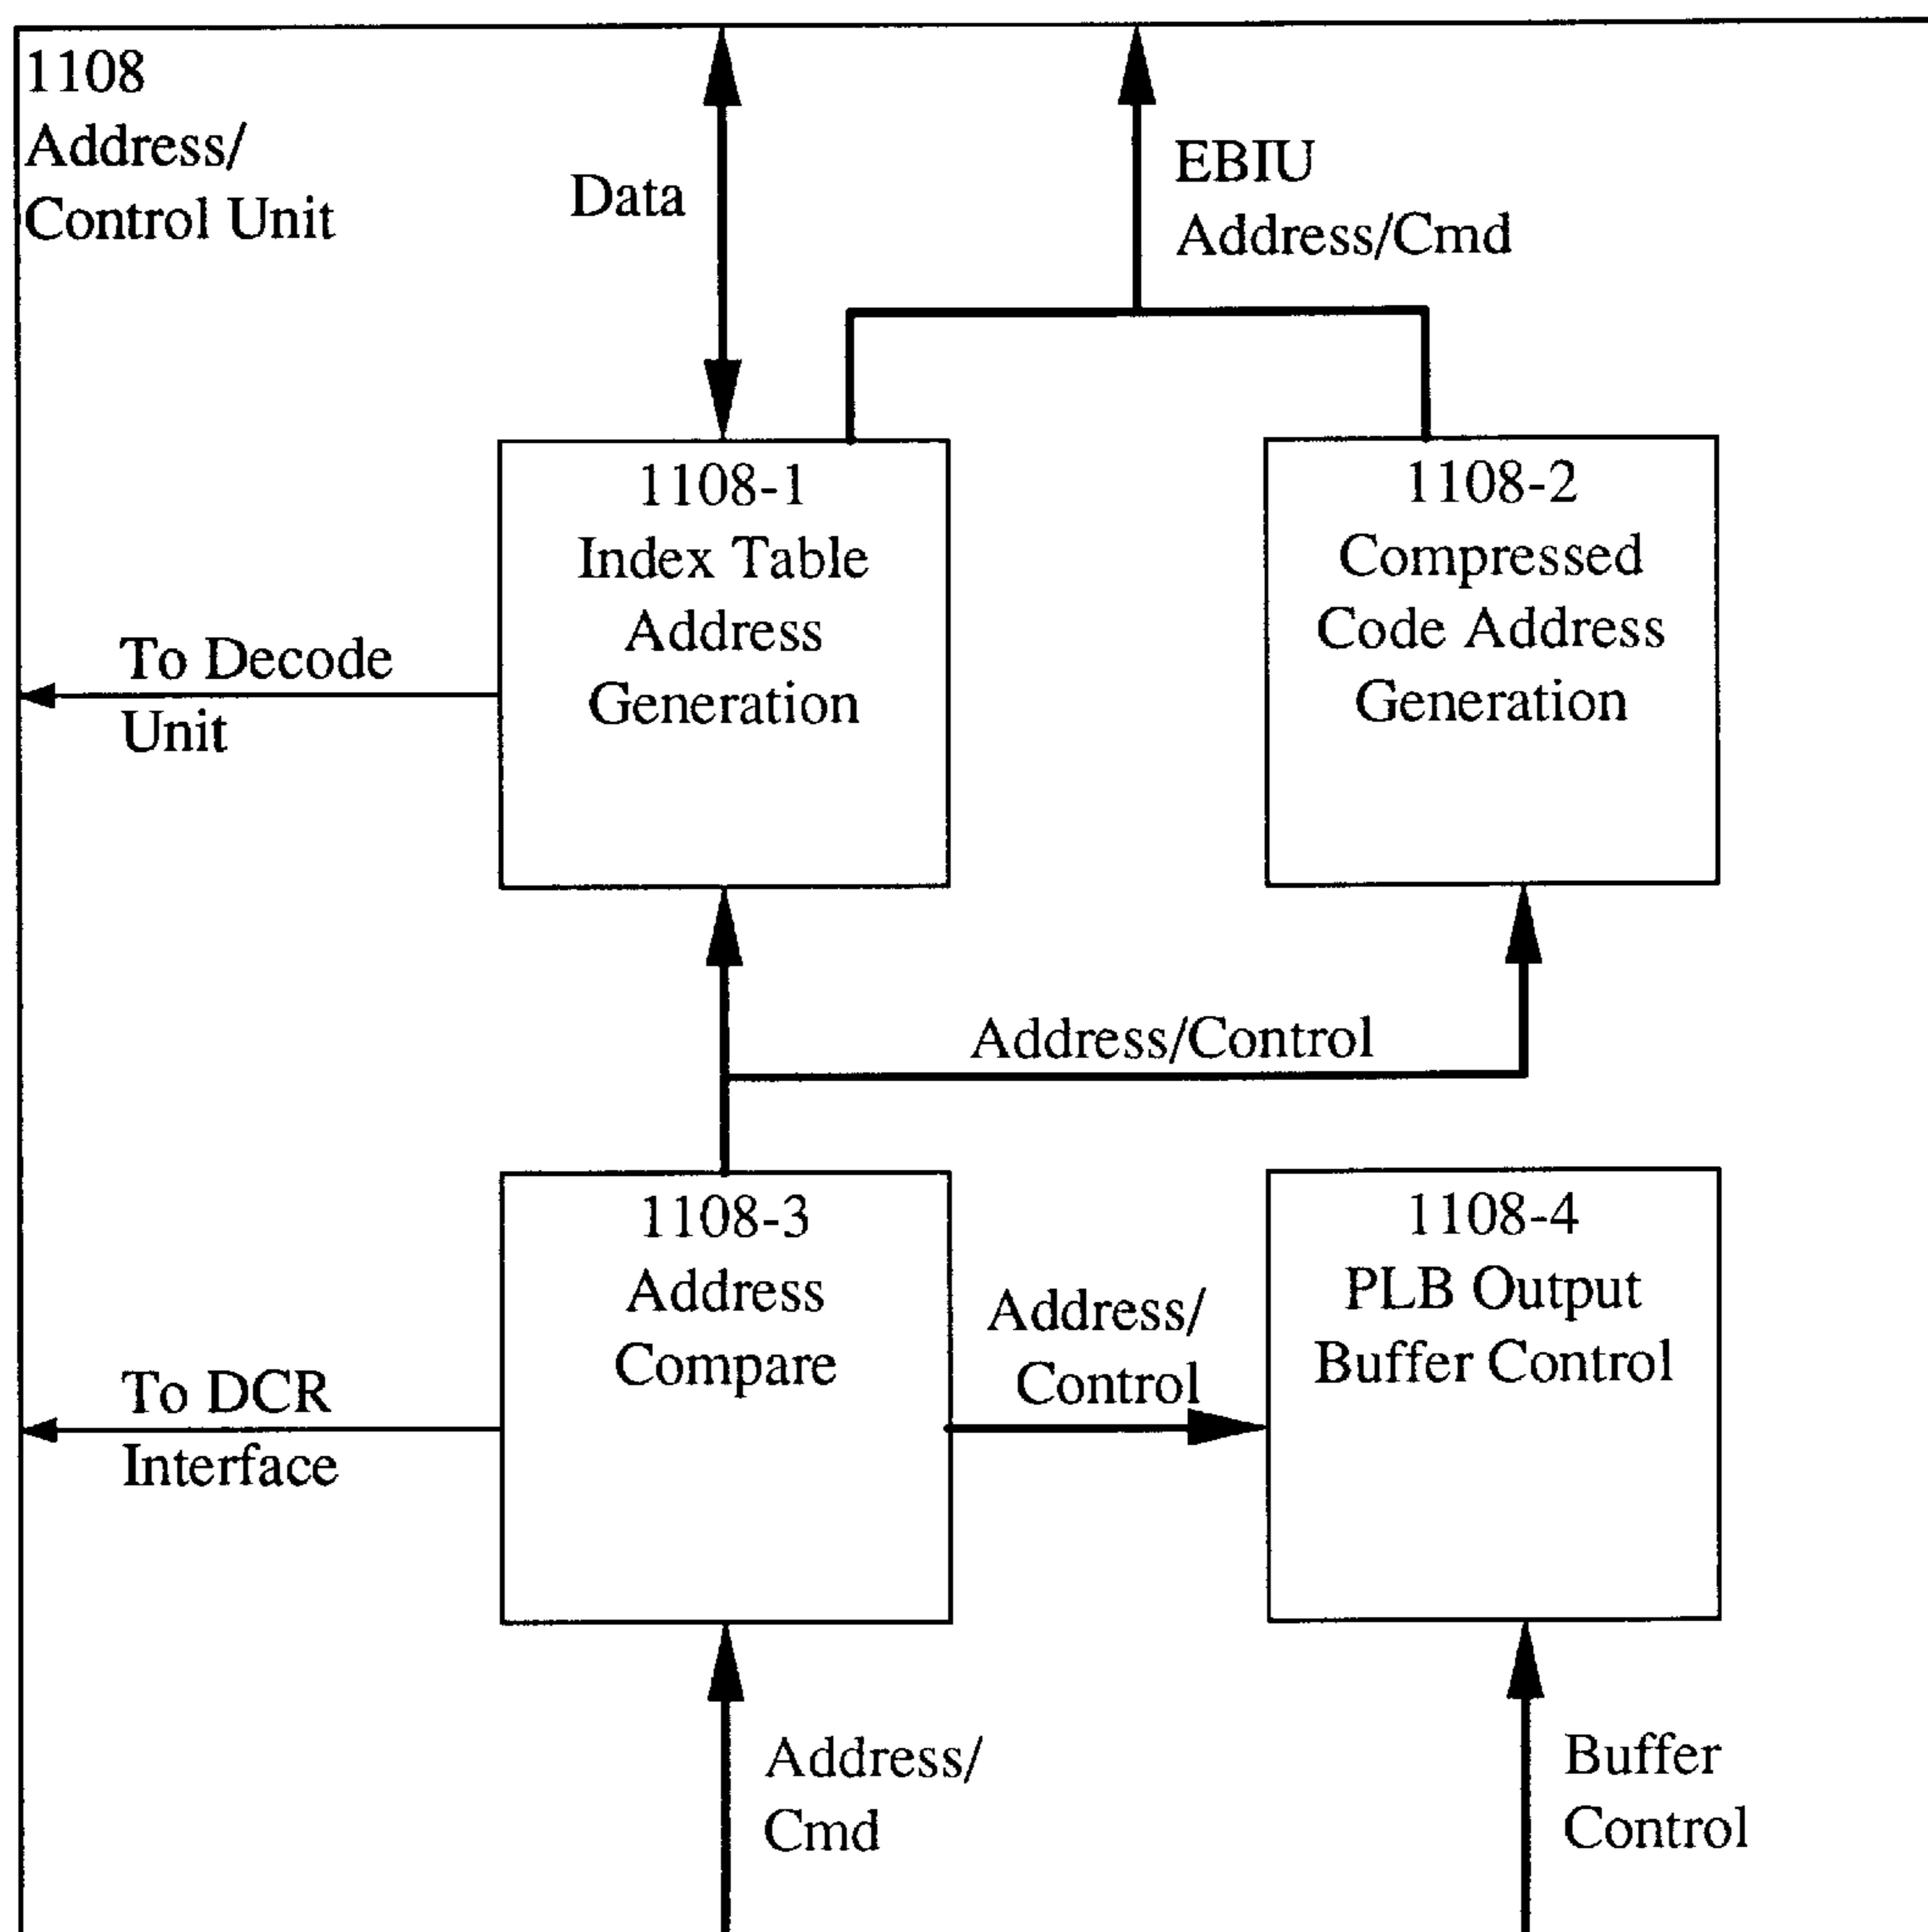 1108
Address/
Control Unit
Data
EBIU
Address/Cmd
1108-1
Index Table
Address
Generation
1108-2
Compressed
Code Address
Generation
To Decode
Unit
Address/Control
1108-3
Address
Compare
Address/
Control
1108-4
PLB Output
Buffer Control
To DCR
Interface
Address/
Cmd
Buffer
Control